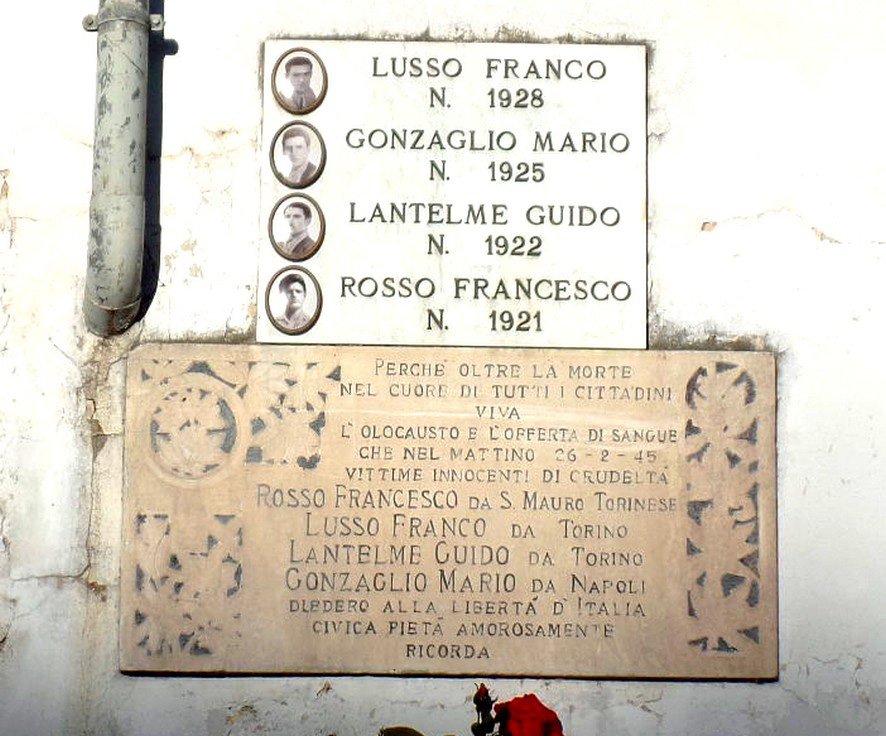 LUSSO FRANCO
N. 1928
GONZAGLIO MARIO
N. 1925
LANTELME GUIDO
N. 1922
ROSSO FRANCESCO
N. 1921
PERCHE' OLTRE LA MORTE
NEL CUORE DI TUTTI I CITTADINI
VIVA
L'OLOCAUSTO E L'OFFERTA DI SANGUE
CHE NEL MATTINO 26-2-45
VITTIME INNOCENTI DI CRUDELTÀ
ROSSO FRANCESCO DA S. MAURO TORINESE
LUSSO FRANCO DA TORINO
LANTELME GUIDO DA TORINO
GONZAGLIO MARIO DA NAPOLI
DIEDERO ALLA LIBERTÀ D'ITALIA
CIVICA PIETÀ AMOROSAMENTE
RICORDA